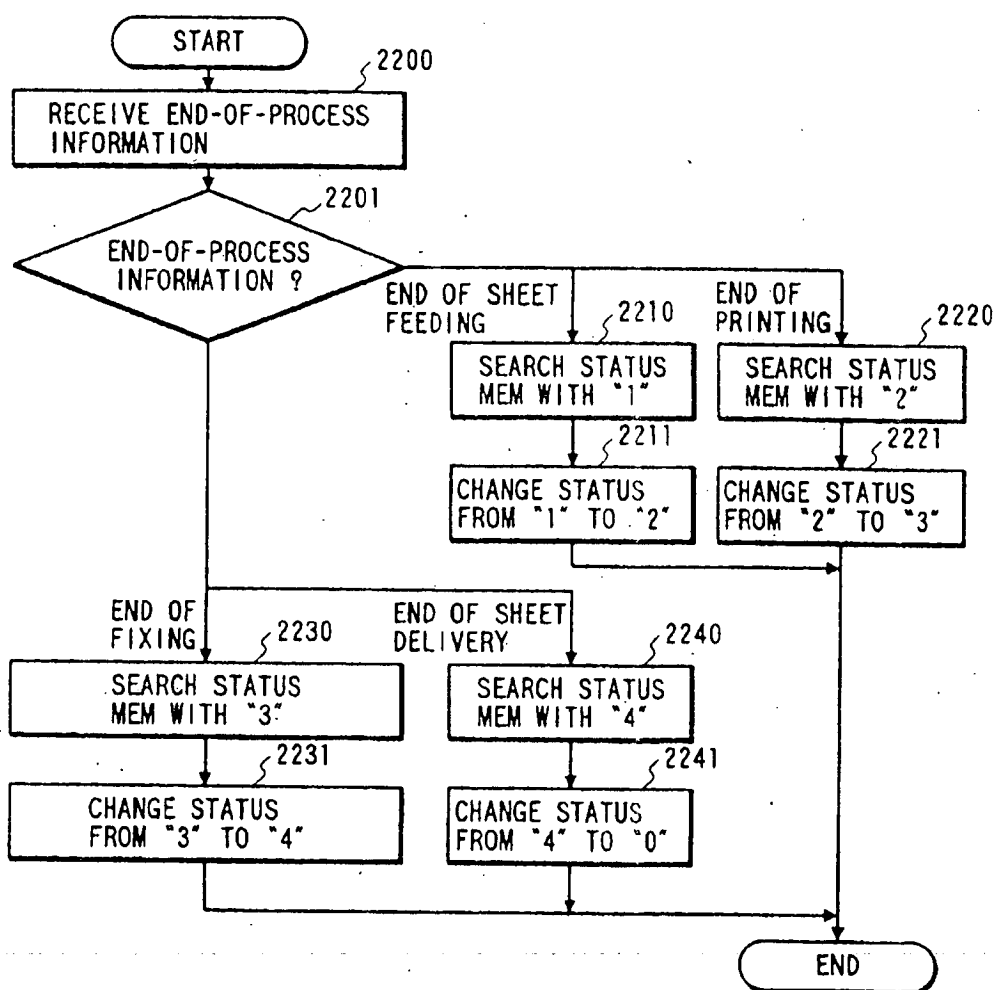 START
2200
RECEIVE END-OF-PROCESS
INFORMATION
2201
END-OF-PROCESS
INFORMATION ?
END OF SHEET
FEEDING
2210
SEARCH STATUS
MEM WITH "1"
2211
CHANGE STATUS
FROM "1" TO "2"
END OF
PRINTING
2220
SEARCH STATUS
MEM WITH "2"
2221
CHANGE STATUS
FROM "2" TO "3"
END OF
FIXING
2230
SEARCH STATUS
MEM WITH "3"
2231
CHANGE STATUS
FROM "3" TO "4"
END OF SHEET
DELIVERY
2240
SEARCH STATUS
MEM WITH "4"
2241
CHANGE STATUS
FROM "4" TO "0"
END